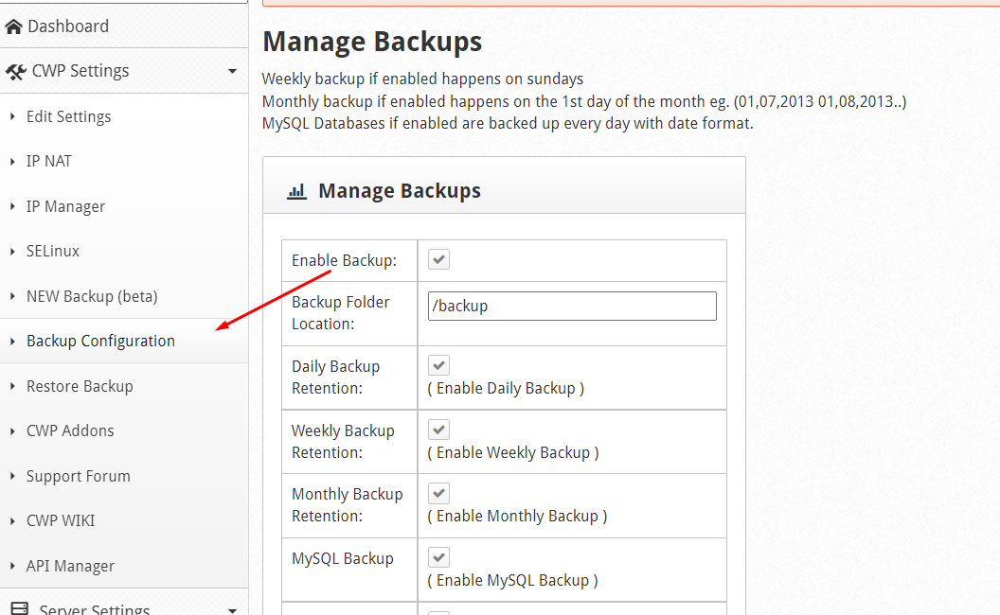 Dashboard
CWP Settings
Edit Settings
IP NAT
IP Manager
SELinux
NEW Backup (beta)
Backup Configuration
Restore Backup
CWP Addons
Support Forum
CWP WIKI
API Manager
Server Settings
Manage Backups
Weekly backup if enabled happens on sundays
Monthly backup if enabled happens on the 1st day of the month eg. (01,07,2013 01,08,2013..)
MySQL Databases if enabled are backed up every day with date format.
Manage Backups
Enable Backup:
Backup Folder
Location:
/backup
Daily Backup
Retention:
( Enable Daily Backup )
Weekly Backup
Retention:
( Enable Weekly Backup )
Monthly Backup
Retention:
( Enable Monthly Backup )
MySQL Backup
( Enable MySQL Backup )